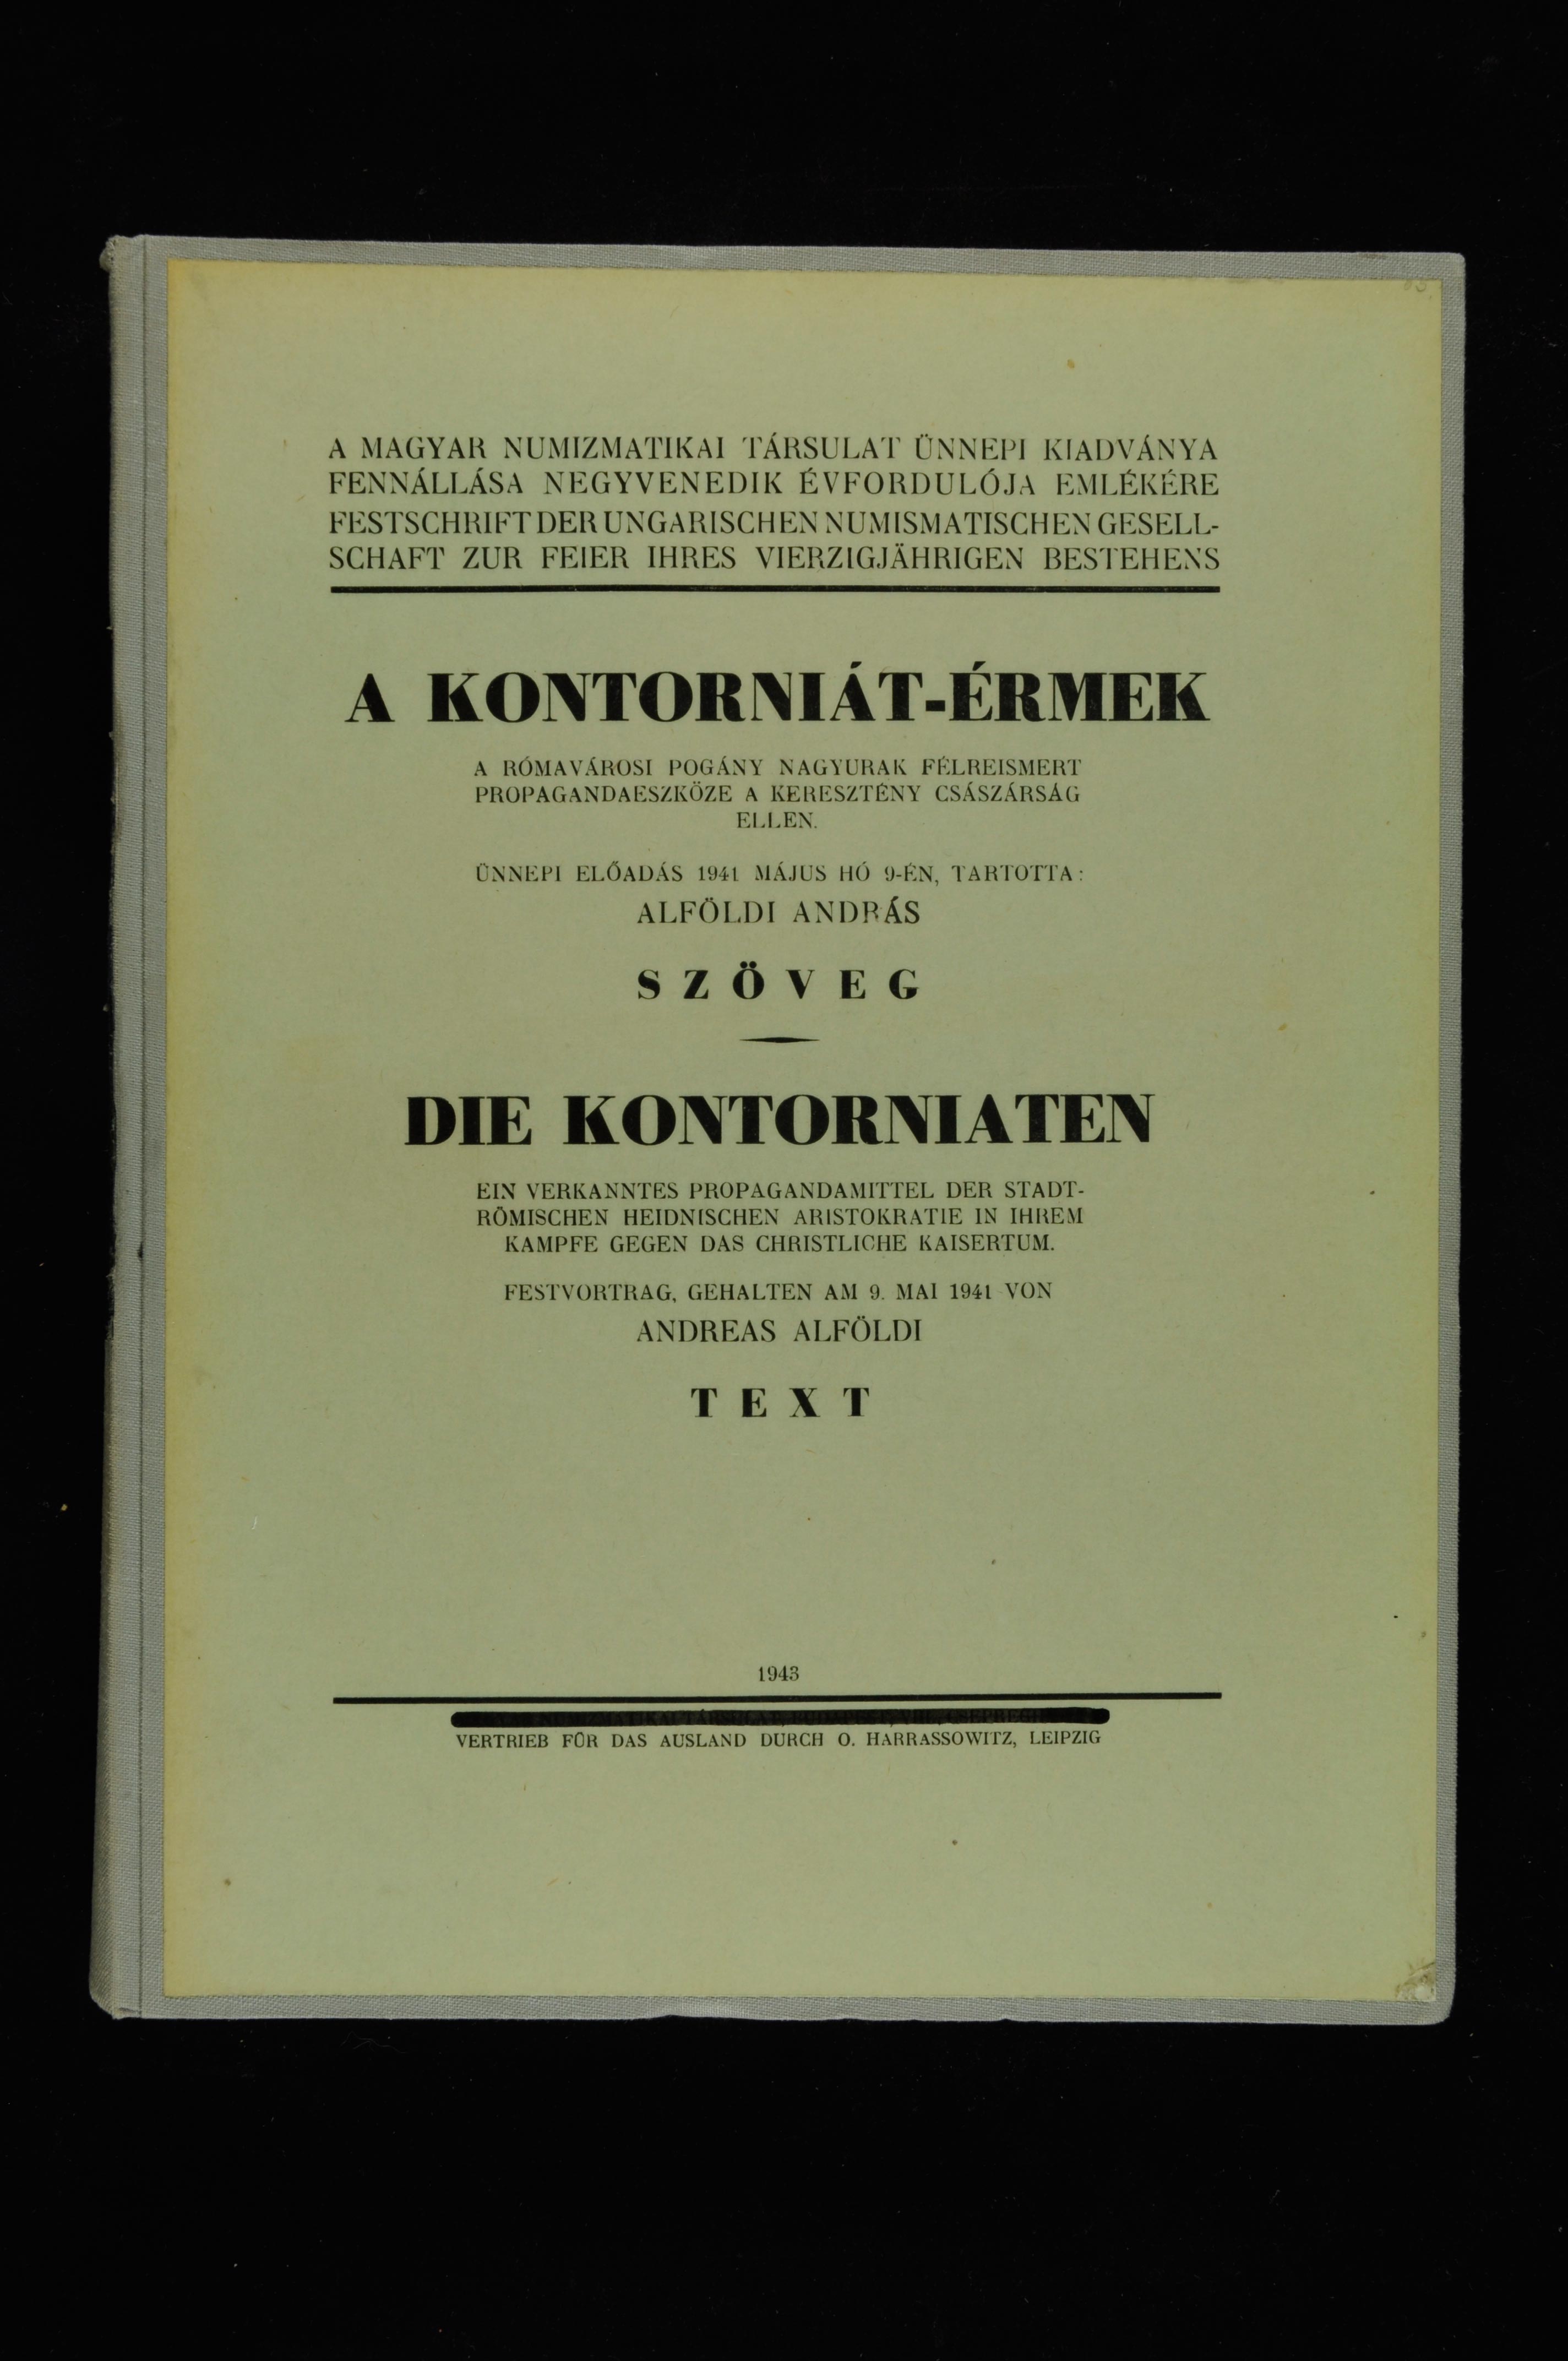 A MAGYAR NUMIZMATIKAI TÁRSULAT ÜNNEPI KIADVÁNYA
FENNÁLLÁSA NEGYVENEDIK ÉVFORDULÓJA EMLÉKÉRE
FESTSCHRIFT DER UNGARISCHEN NUMISMATISCHEN GESELL-
SCHAFT ZUR FEIER IHRES VIERZIGJÄHRIGEN BESTEHENS
A KONTORNIÁT-ÉRMEK
A RÓMAVÁROSI POGÁNY NAGYURAK FÉLREISMERT
PROPAGANDAESZKÖZE A KERESZTÉNY CSÁSZÁRSÁG
ELLEN.
ÜNNEPI ELŐADÁS 1941 MÁJUS HÓ 9-ÉN, TARTOTTA:
ALFÖLDI ANDRÁS
SZÖVEG
DIE KONTORNIATEN
EIN VERKANNTES PROPAGANDAMITTEL DER STADT-
RÖMISCHEN HEIDNISCHEN ARISTOKRATIE IN IHREM
KAMPFE GEGEN DAS CHRISTLICHE KAISERTUM.
FESTVORTRAG, GEHALTEN AM 9. MAI 1941 VON
ANDREAS ALFÖLDI
TEXT
1943
VERTRIEB FÜR DAS AUSLAND DURCH O. HARRASSOWITZ, LEIPZIG